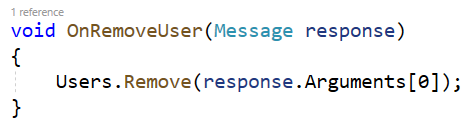 1 reference
void OnRemoveUser(Message response)
{
    Users.Remove(response.Arguments[0]);
}